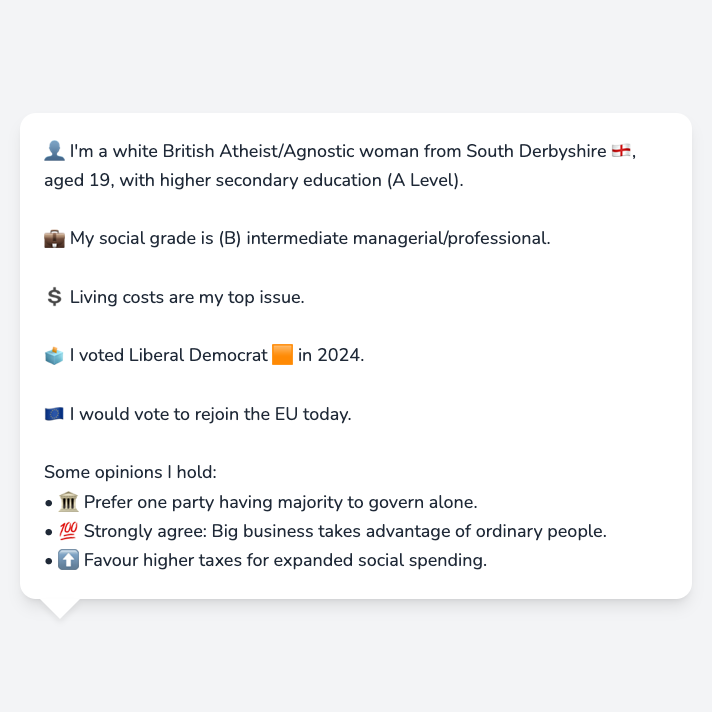 👤 I'm a white British Atheist/Agnostic woman from South Derbyshire 🏴󠁧󠁢󠁥󠁮󠁧󠁿,
aged 19, with higher secondary education (A Level).
💼 My social grade is (B) intermediate managerial/professional.
💲 Living costs are my top issue.
🗳️ I voted Liberal Democrat 🟧 in 2024.
🇪🇺 I would vote to rejoin the EU today.
Some opinions I hold:
• 🏛️ Prefer one party having majority to govern alone.
• 💯 Strongly agree: Big business takes advantage of ordinary people.
• ⬆️ Favour higher taxes for expanded social spending.